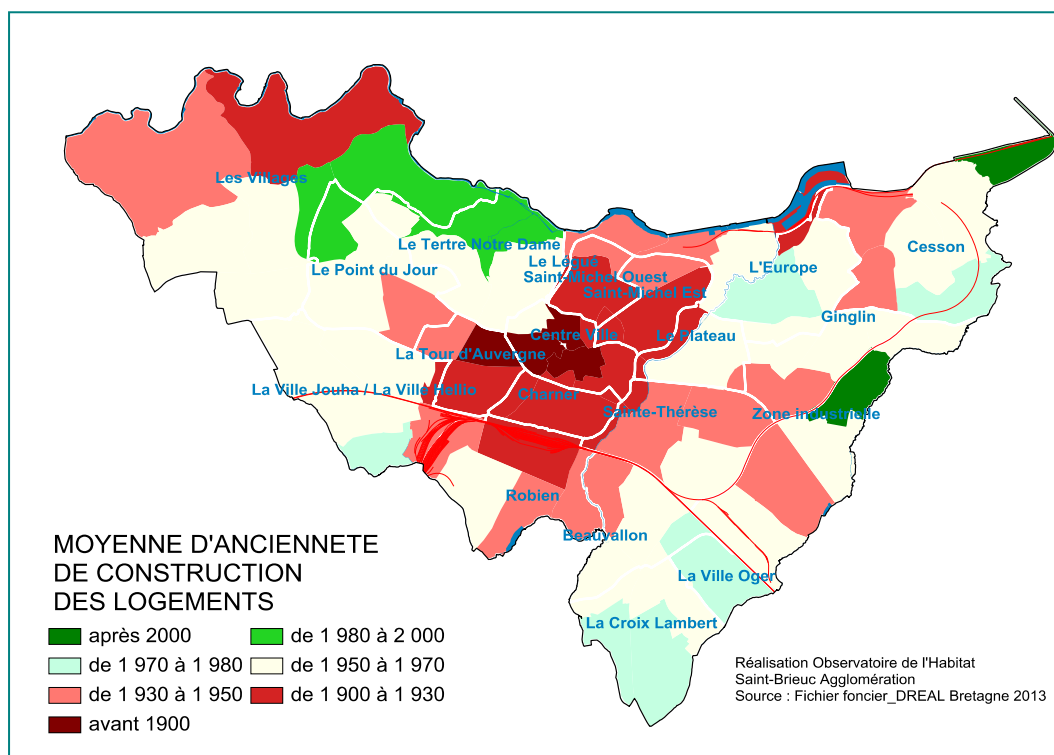 Les Villages
Le Tertre Notre Dame
Cesson
Le Légué
L'Europe
Le Point du Jour
Saint-Michel Ouest
Saint-Michel Est
Ginglin
Centre Ville
Le Plateau
La Tour d'Auvergne
La Ville Jouha / La Ville Hellio
Charner
Sainte-Thérèse
Zone industrielle
Robien
Beauvallon
La Ville Oger
La Croix Lambert
MOYENNE D'ANCIENNETE
DE CONSTRUCTION
DES LOGEMENTS
après 2000
de 1 980 à 2 000
de 1 970 à 1 980
de 1 950 à 1 970
de 1 930 à 1 950
de 1 900 à 1 930
avant 1900
Réalisation Observatoire de l'Habitat
Saint-Brieuc Agglomération
Source : Fichier foncier_DREAL Bretagne 2013